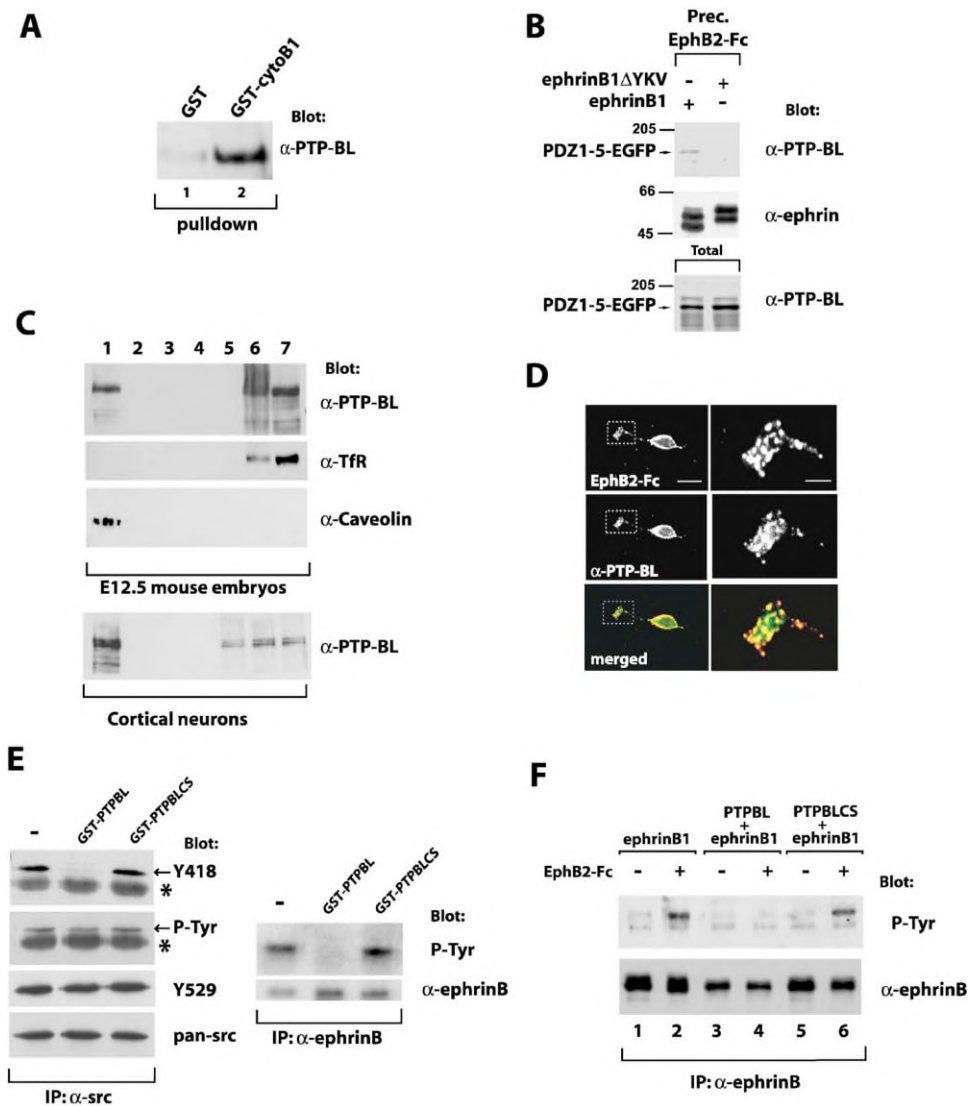 A
GST
GST-cytoB1
Blot:
α-PTP-BL
1 2
pulldown
B
Prec.
EphB2-Fc
ephrinB1ΔYKV - +
ephrinB1 + -
205
Blot:
PDZ1-5-EGFP
α-PTP-BL
66
α-ephrin
45
Total
205
PDZ1-5-EGFP
α-PTP-BL
C
1 2 3 4 5 6 7
Blot:
α-PTP-BL
α-TfR
α-Caveolin
E12.5 mouse embryos
α-PTP-BL
Cortical neurons
D
EphB2-Fc
α-PTP-BL
merged
E
- GST-PTPBL GST-PTPBLCS
Blot:
Y418
*
P-Tyr
*
Y529
pan-src
IP: α-src
- GST-PTPBL GST-PTPBLCS
Blot:
P-Tyr
α-ephrinB
IP: α-ephrinB
F
ephrinB1
PTPBL
+
ephrinB1
PTPBLCS
+
ephrinB1
EphB2-Fc - + - + - +
Blot:
P-Tyr
α-ephrinB
1 2 3 4 5 6
IP: α-ephrinB